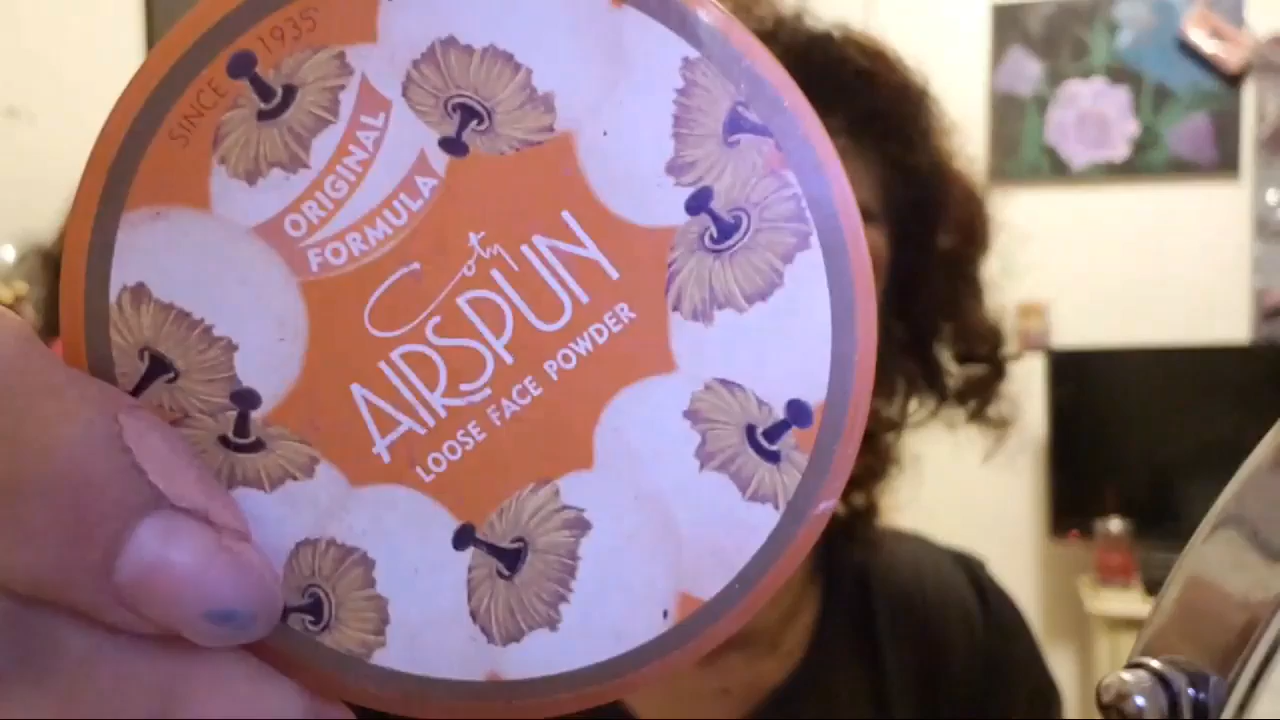 SINCE 1935
ORIGINAL
FORMULA
Coty
AIRSPUN
LOOSE FACE POWDER